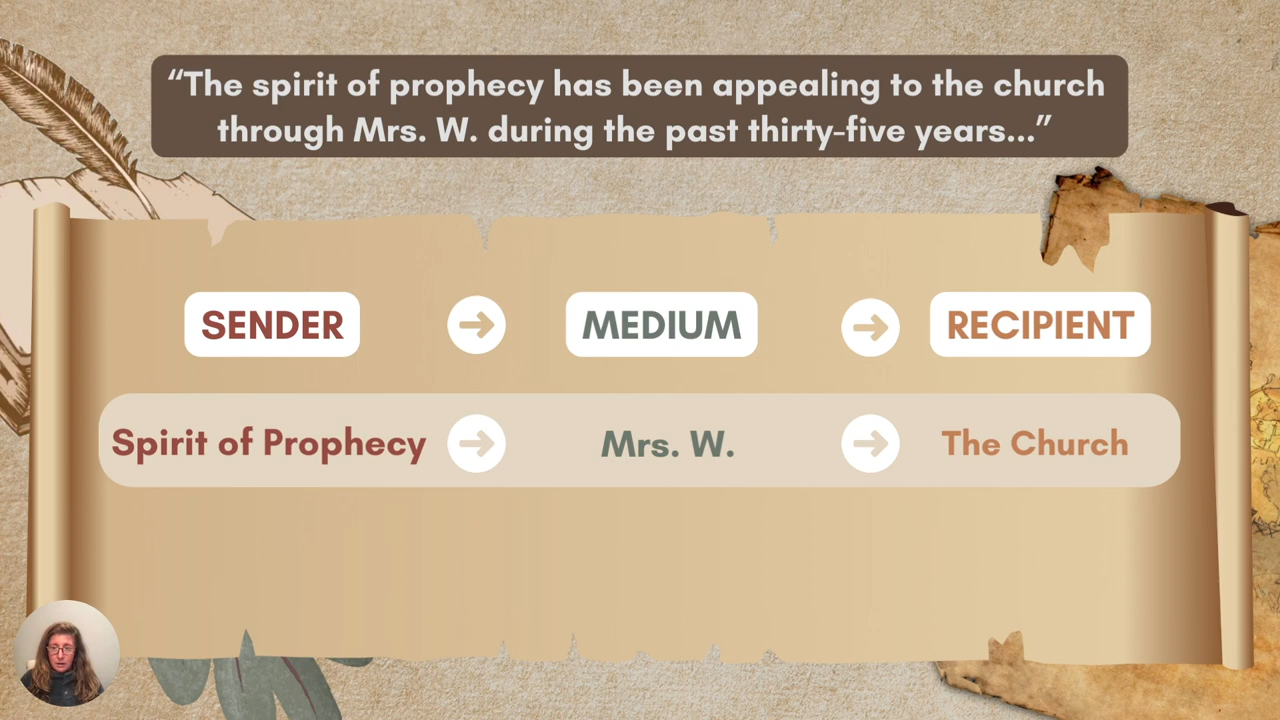 “The spirit of prophecy has been appealing to the church
through Mrs. W. during the past thirty-five years...”
SENDER MEDIUM RECIPIENT
Spirit of Prophecy Mrs. W. The Church